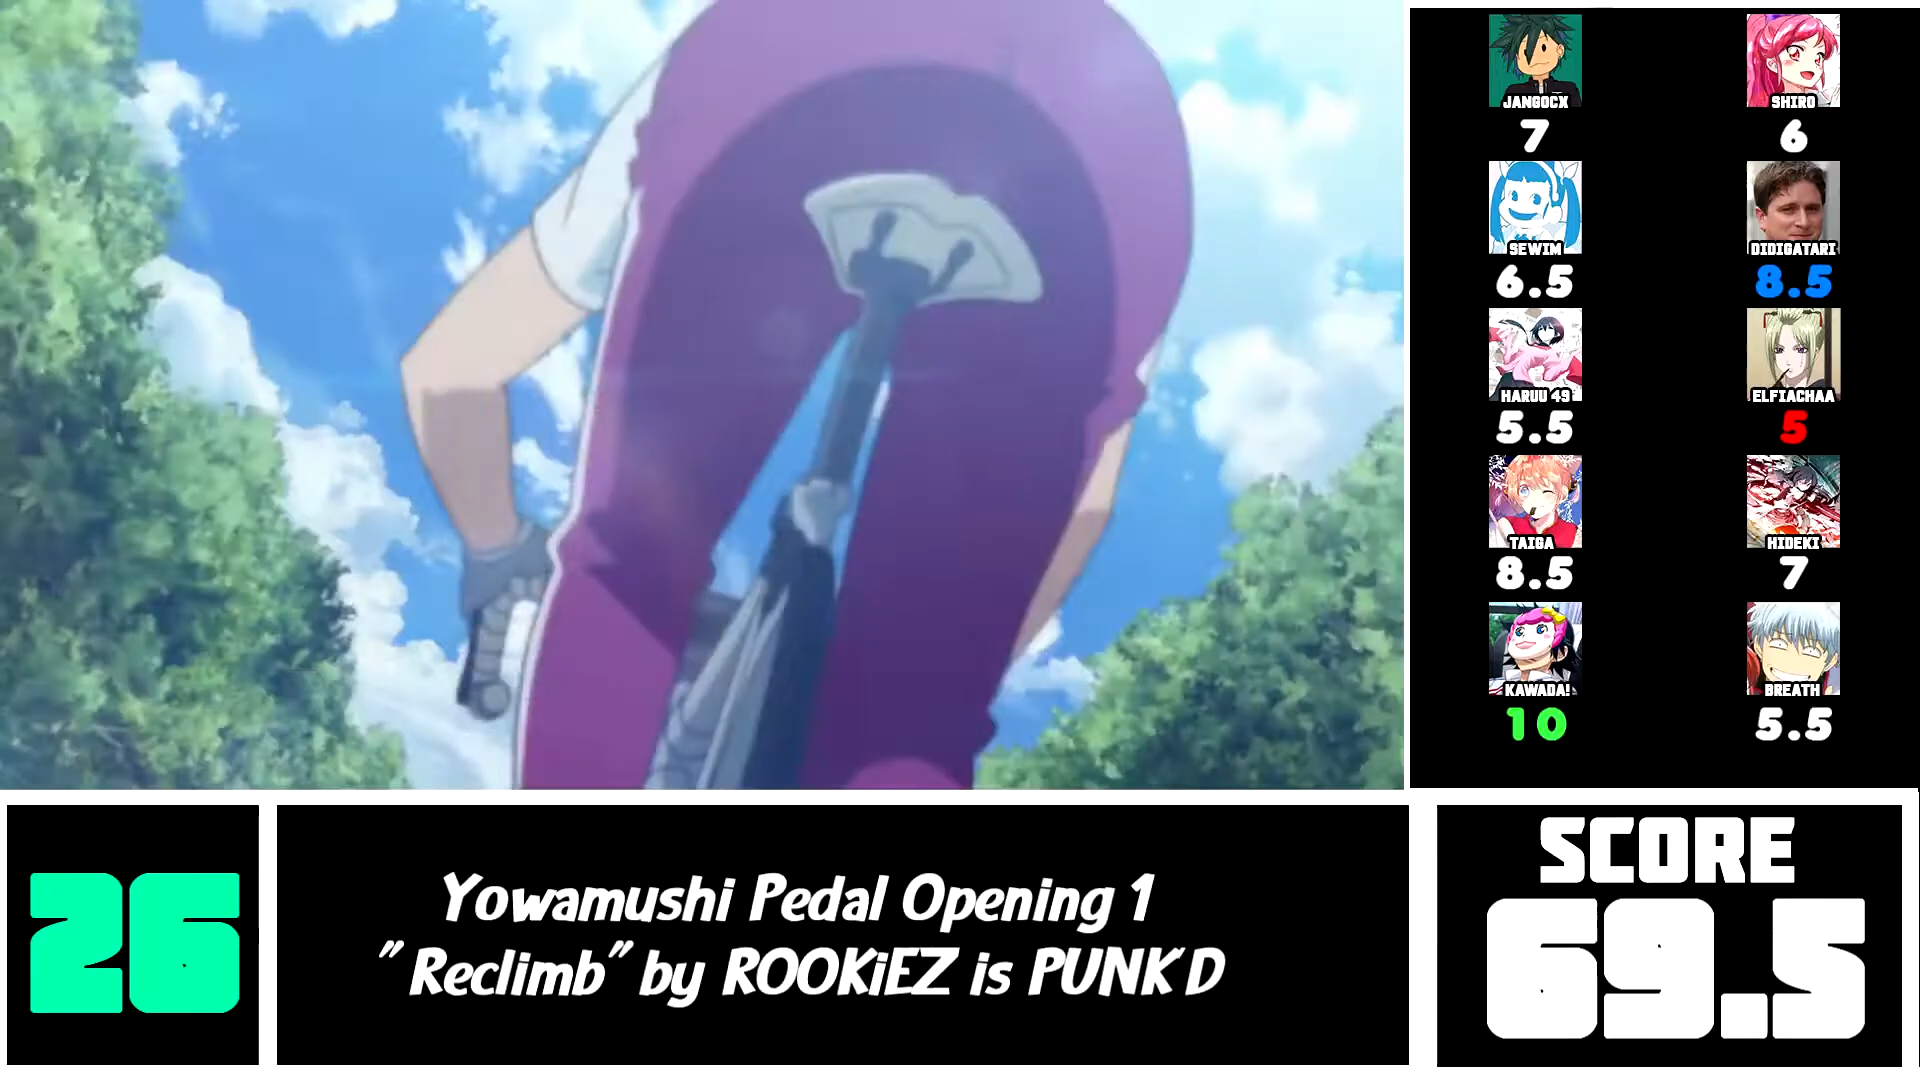 JANGOCX
SHIRO
7
6
SEWIM
DIDIGATARI
6.5
8.5
HARUU 49
ELFIACHAA
5.5
5
TAIGA
HIDEKI
8.5
7
KAWADA!
BREATH
10
5.5
26
Yowamushi Pedal Opening 1
"Reclimb" by ROOKiEZ is PUNK'D
SCORE
69.5